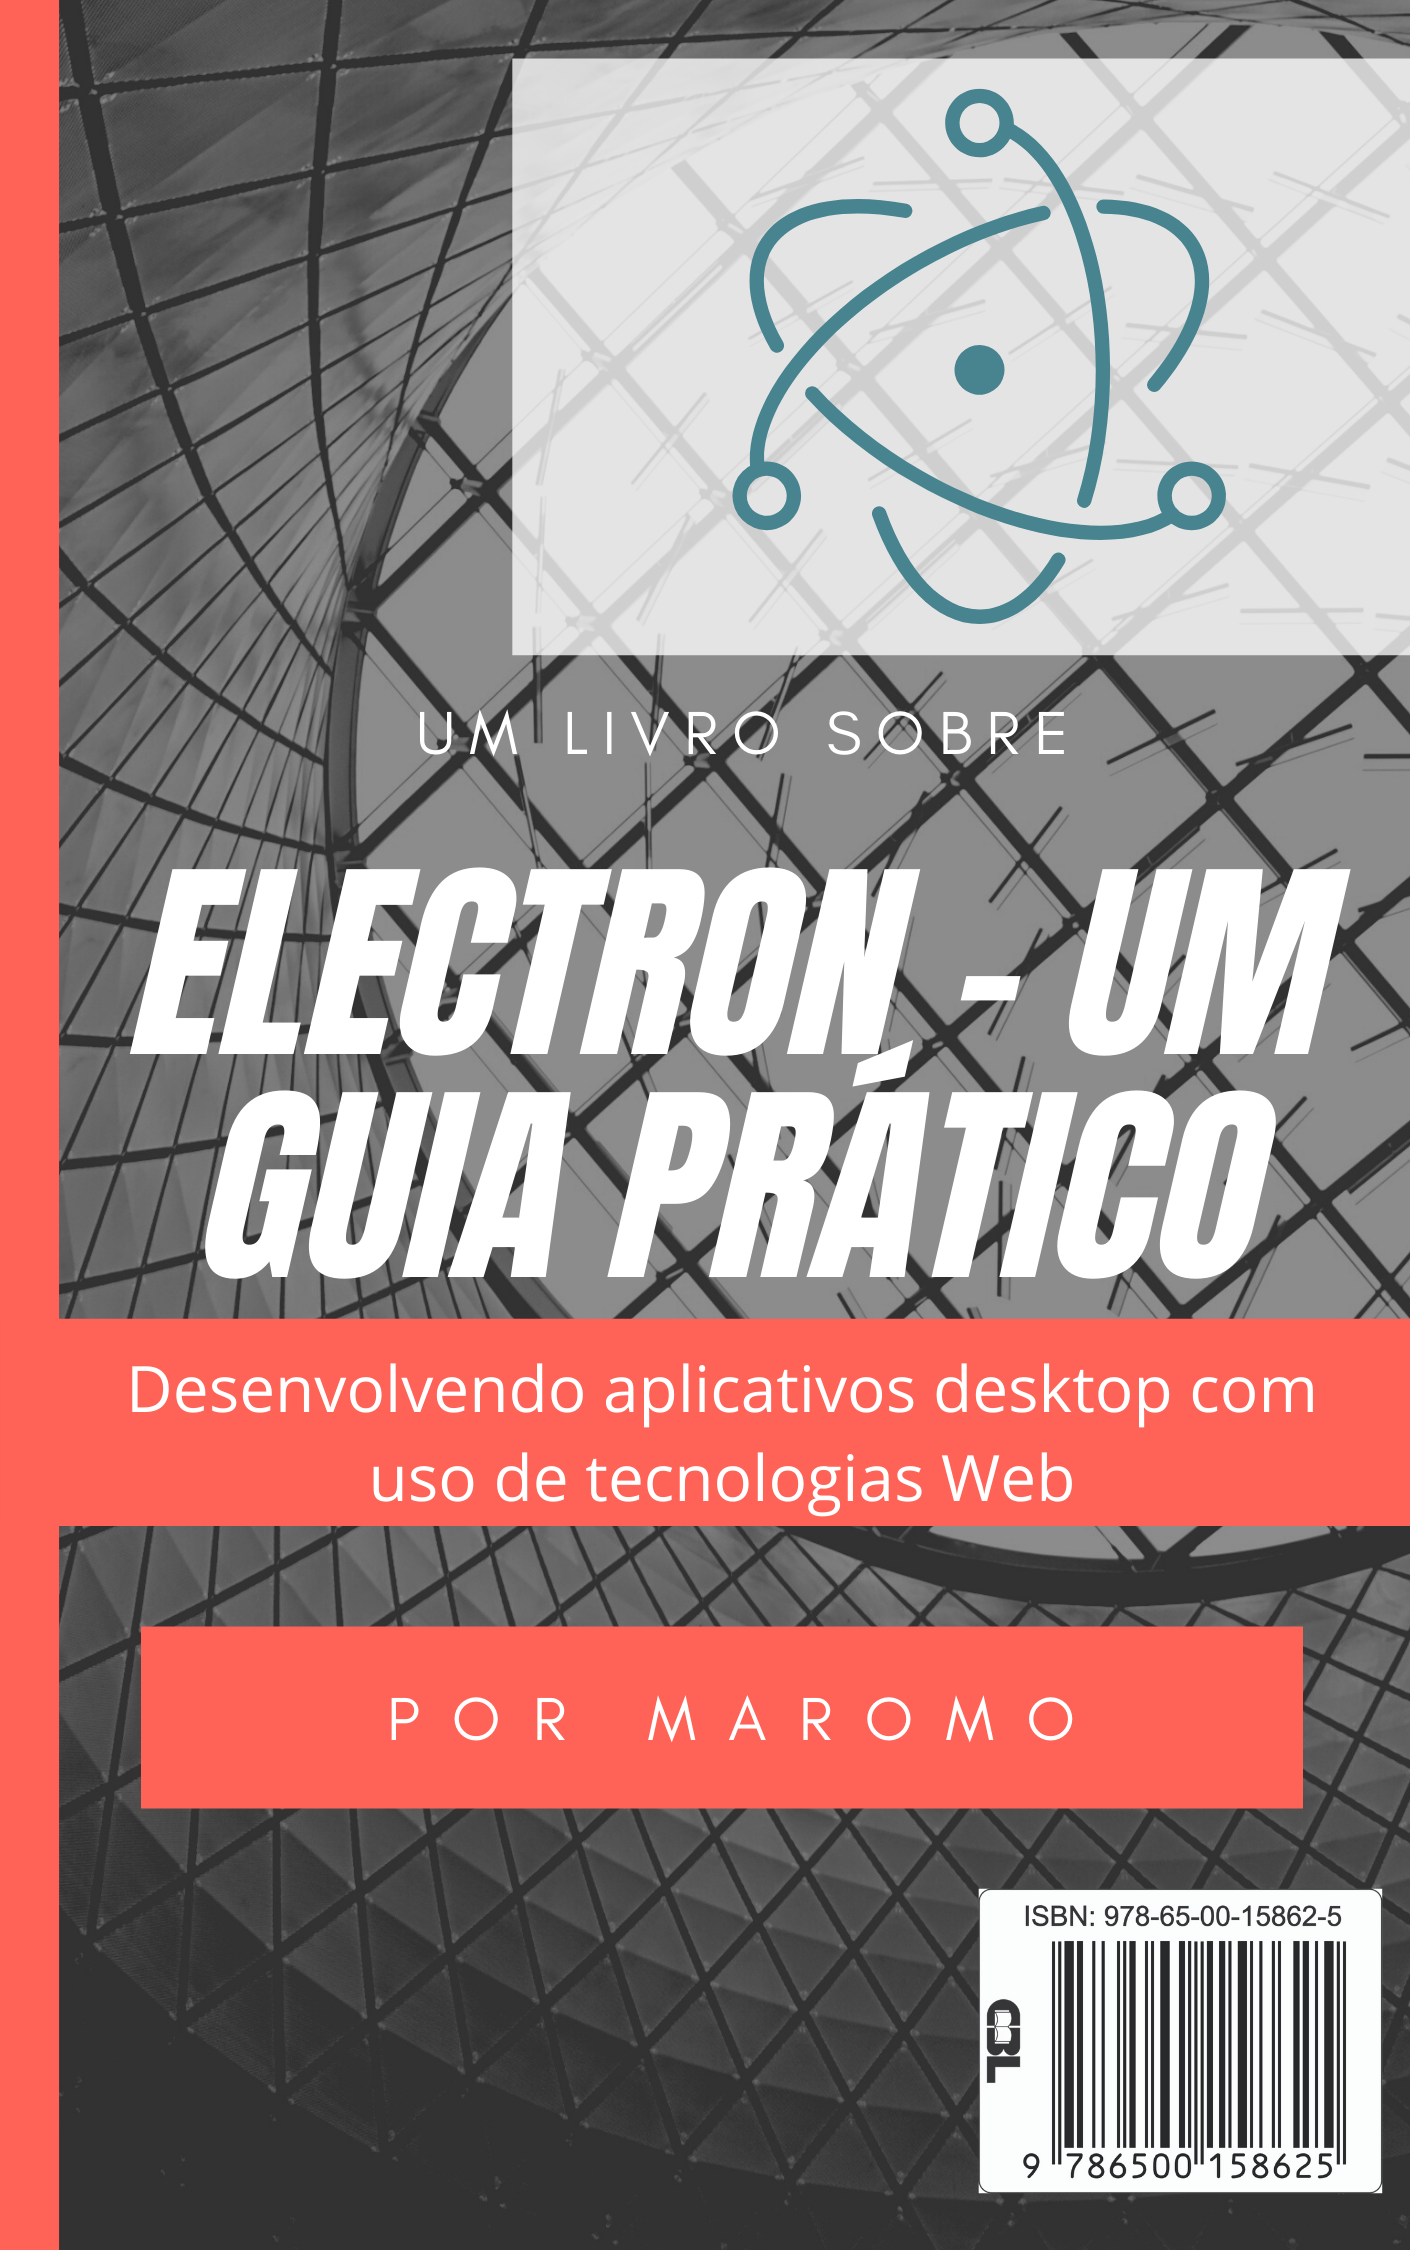 UM LIVRO SOBRE
ELECTRON - UM
GUIA PRÁTICO
Desenvolvendo aplicativos desktop com
uso de tecnologias Web
POR MAROMO
ISBN: 978-65-00-15862-5
CBL
9 786500 158625